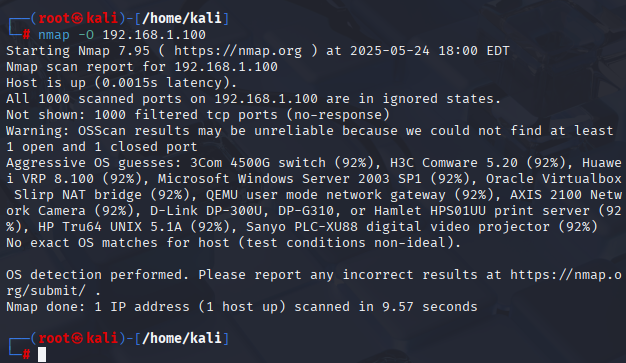 ┌──(root㉿kali)-[/home/kali]
└─# nmap -O 192.168.1.100
Starting Nmap 7.95 ( https://nmap.org ) at 2025-05-24 18:00 EDT
Nmap scan report for 192.168.1.100
Host is up (0.0015s latency).
All 1000 scanned ports on 192.168.1.100 are in ignored states.
Not shown: 1000 filtered tcp ports (no-response)
Warning: OSScan results may be unreliable because we could not find at least
1 open and 1 closed port
Aggressive OS guesses: 3Com 4500G switch (92%), H3C Comware 5.20 (92%), Huawe
i VRP 8.100 (92%), Microsoft Windows Server 2003 SP1 (92%), Oracle Virtualbox
Slirp NAT bridge (92%), QEMU user mode network gateway (92%), AXIS 2100 Netw
ork Camera (92%), D-Link DP-300U, DP-G310, or Hamlet HPS01UU print server (92
%), HP Tru64 UNIX 5.1A (92%), Sanyo PLC-XU88 digital video projector (92%)
No exact OS matches for host (test conditions non-ideal).

OS detection performed. Please report any incorrect results at https://nmap.o
rg/submit/ .
Nmap done: 1 IP address (1 host up) scanned in 9.57 seconds

┌──(root㉿kali)-[/home/kali]
└─#